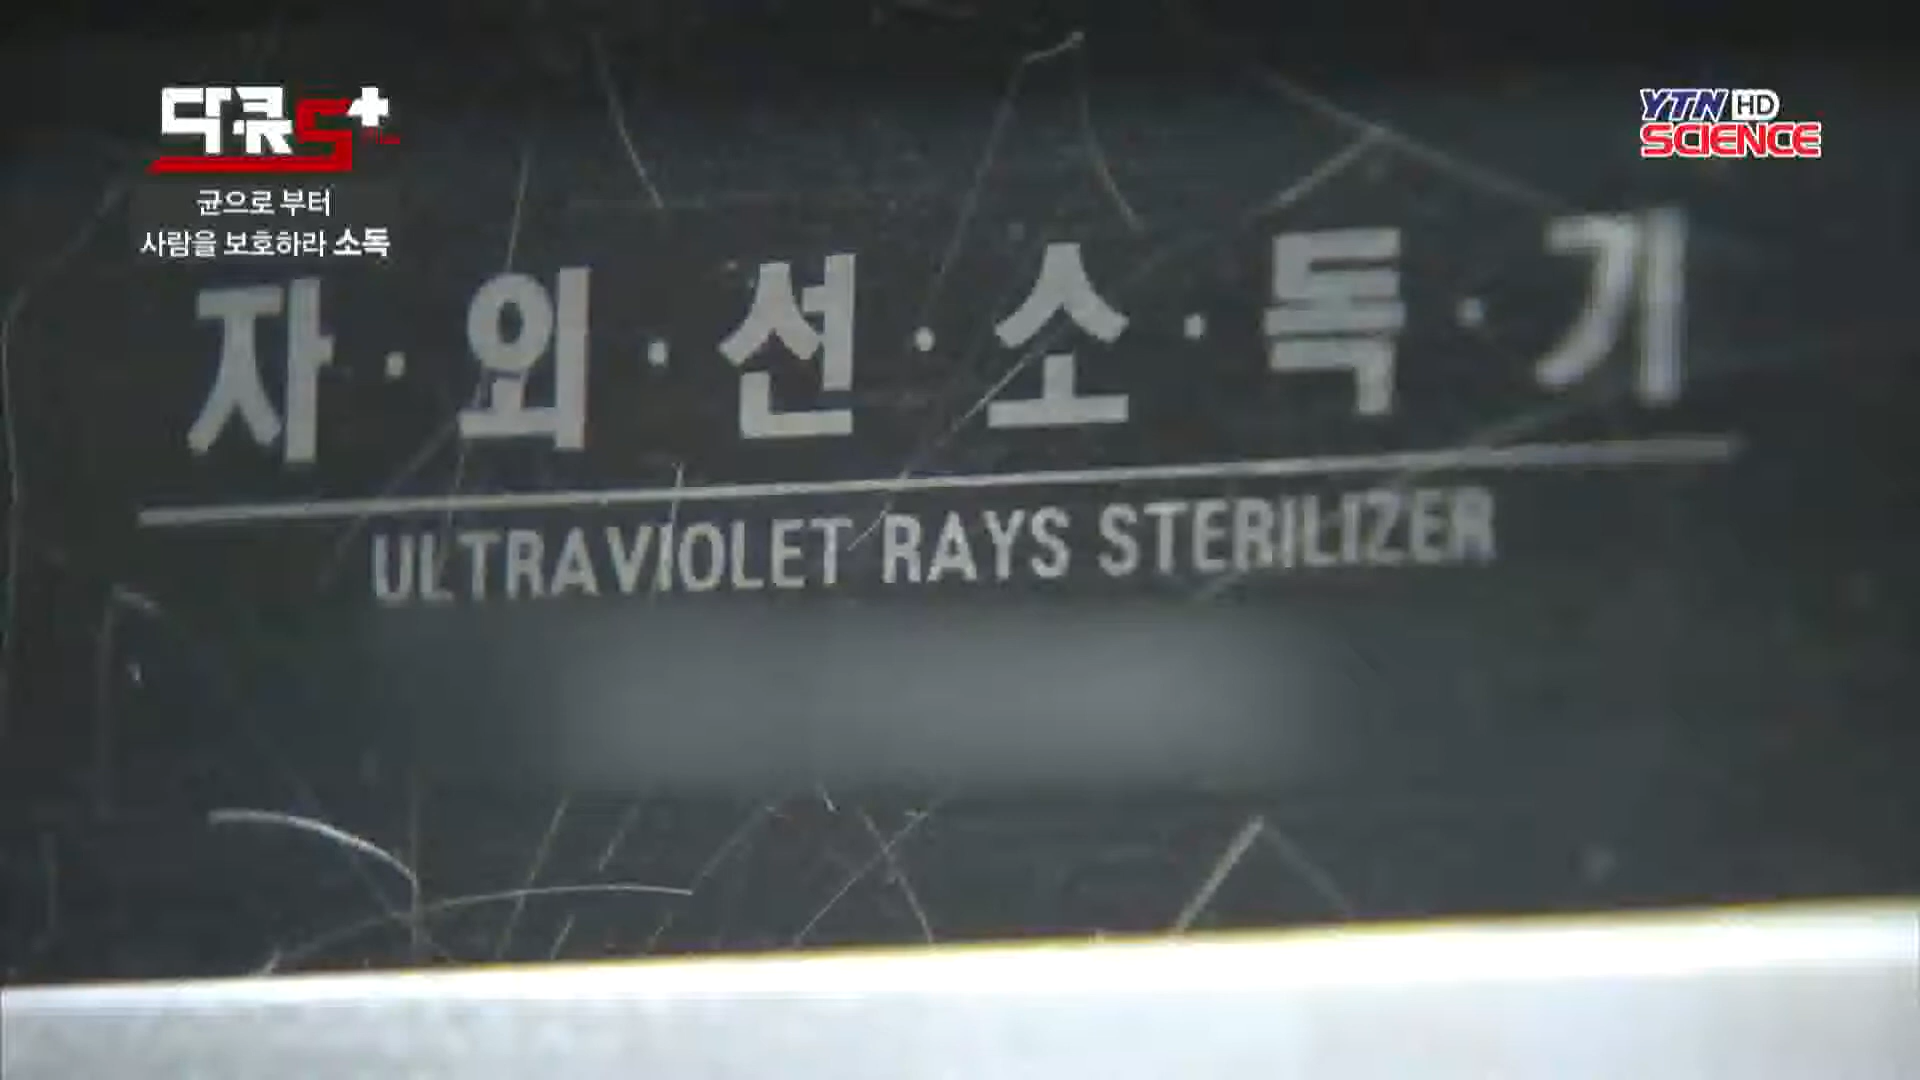 다큐S+
Plus
균으로 부터
사람을 보호하라 소독
YTN HD
SCIENCE
자·외·선·소·독·기
ULTRAVIOLET RAYS STERILIZER